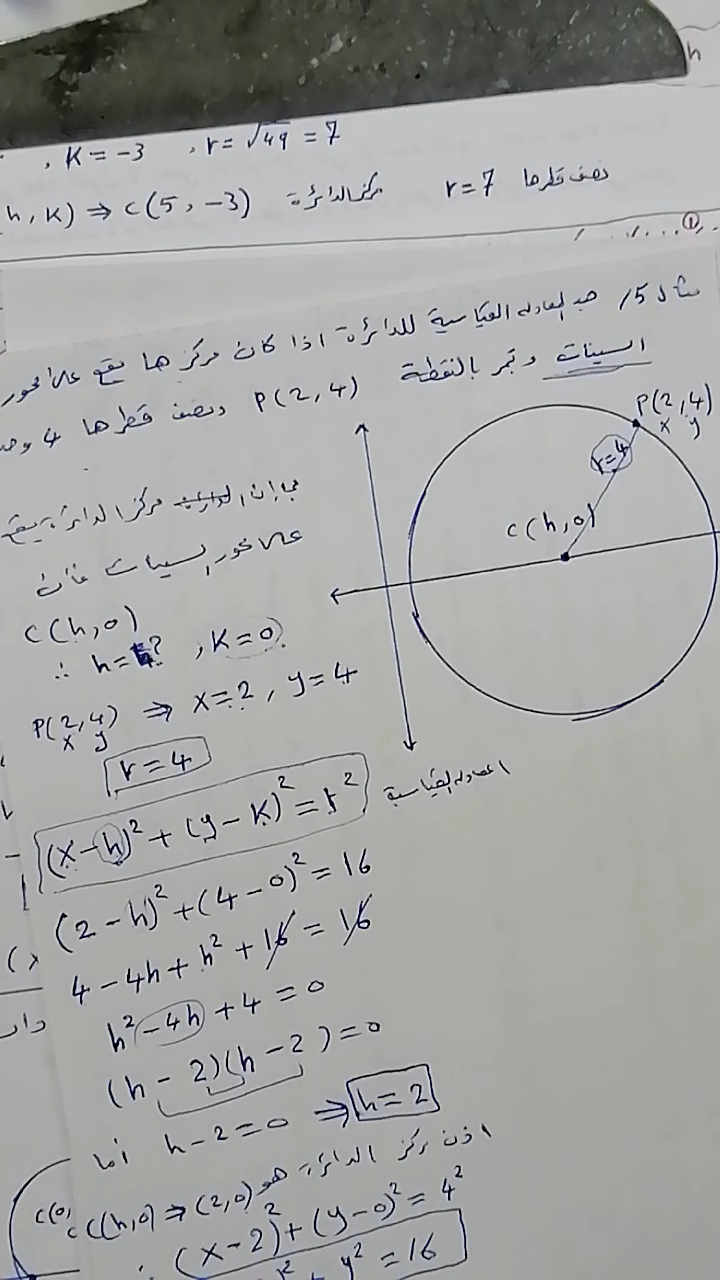 h
, K = -3 , r = √49 = 7
h, K) ⇒ C(5, -3) مركز الدائرة r = 7 نصف قطرها
①
مثال 5/ جد المعادلة القياسية للدائرة اذا كان مركزها يقع على محور
السينات وتمر بالنقطة P(2,4) ونصف قطرها 4 وحد
P(2,4)
x y
r=4
C(h,0)
بما ان مركز الدائرة يقع
على محور السينات فان
C(h,0)
∴ h = ? , K = 0
P(2,4) ⇒ x = 2 , y = 4
x y
r = 4
(x-h)² + (y-K)² = r² المعادلة القياسية
(2-h)² + (4-0)² = 16
4 - 4h + h² + 16 = 16
h² - 4h + 4 = 0
(h - 2)(h - 2) = 0
أما h - 2 = 0 ⇒ h = 2
اذن مركز الدائرة هو
C(h,0) ⇒ (2,0)
(x-2)² + (y-0)² = 4²
+ y² = 16
C(0,